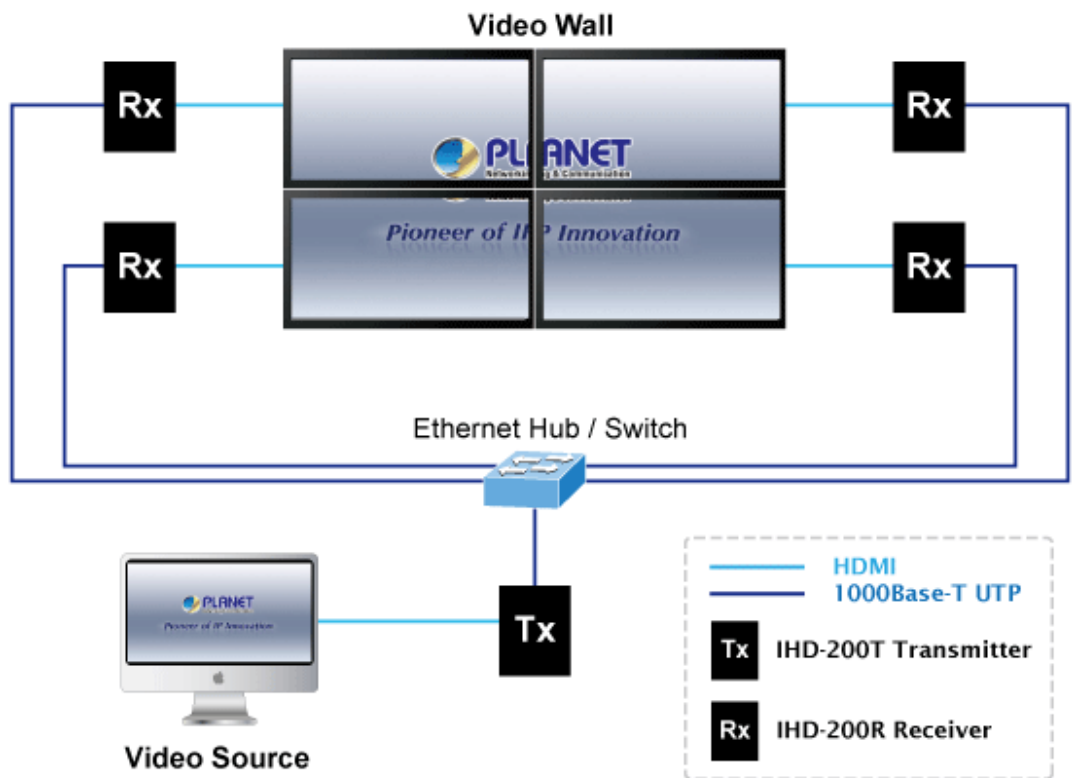 Video Wall
Rx
Rx
PLANET
Networking & Communication
Rx
Rx
Pioneer of IP Innovation
Ethernet Hub / Switch
PLANET
Pioneer of IP Innovation
Tx
Video Source
HDMI
1000Base-T UTP
Tx IHD-200T Transmitter
Rx IHD-200R Receiver